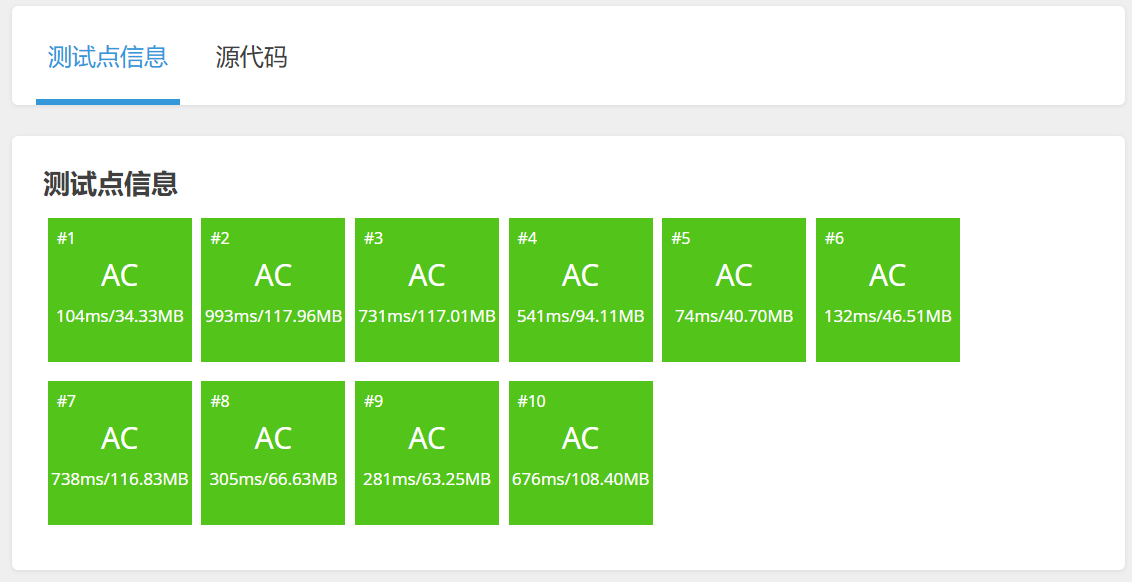 测试点信息 源代码
测试点信息
#1 #2 #3 #4 #5 #6
AC AC AC AC AC AC
104ms/34.33MB 993ms/117.96MB 731ms/117.01MB 541ms/94.11MB 74ms/40.70MB 132ms/46.51MB
#7 #8 #9 #10
AC AC AC AC
738ms/116.83MB 305ms/66.63MB 281ms/63.25MB 676ms/108.40MB